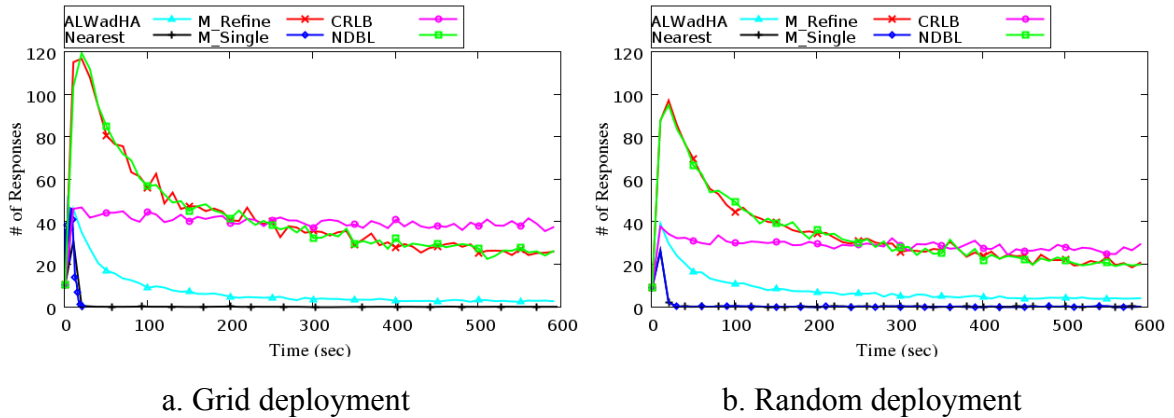 ALWadHA M_Refine CRLB
Nearest M_Single NDBL
120
100
80
60
40
20
0
# of Responses
0 100 200 300 400 500 600
Time (sec)
a. Grid deployment
ALWadHA M_Refine CRLB
Nearest M_Single NDBL
120
100
80
60
40
20
0
# of Responses
0 100 200 300 400 500 600
Time (sec)
b. Random deployment